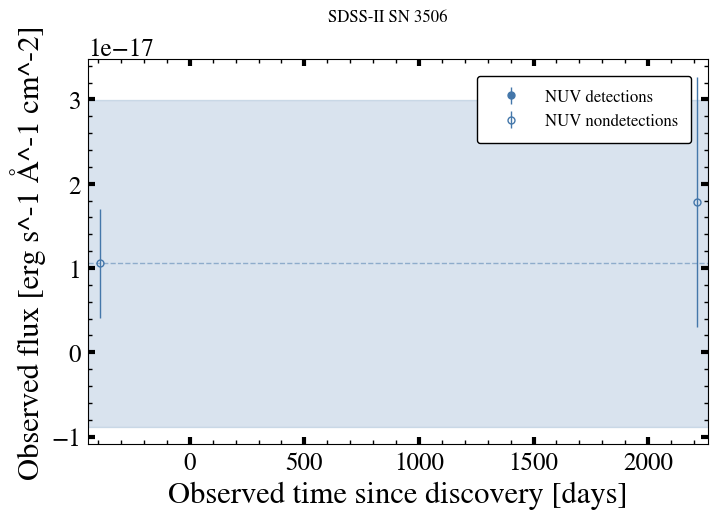 SDSS-II SN 3506
1e−17
NUV detections
NUV nondetections
3
2
1
0
−1
Observed flux [erg s^-1 Å^-1 cm^-2]
0
500
1000
1500
2000
Observed time since discovery [days]